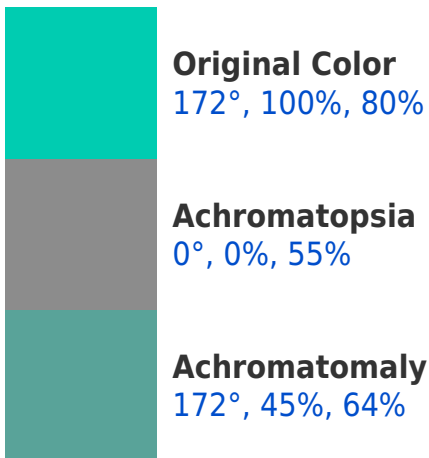 Original Color
172°, 100%, 80%
Achromatopsia
0°, 0%, 55%
Achromatomaly
172°, 45%, 64%